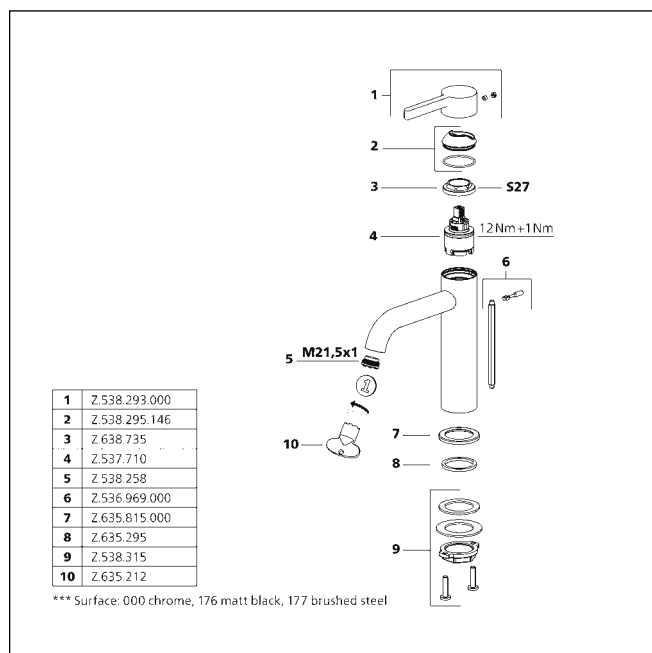 1
2
3
S27
4
12Nm+1Nm
6
M21,5x1
5
1
10
7
8
9
1 Z.538.293.000
2 Z.538.295.146
3 Z.638.735
4 Z.537.710
5 Z.538.258
6 Z.536.969.000
7 Z.635.815.000
8 Z.635.295
9 Z.538.315
10 Z.635.212
*** Surface: 000 chrome, 176 matt black, 177 brushed steel